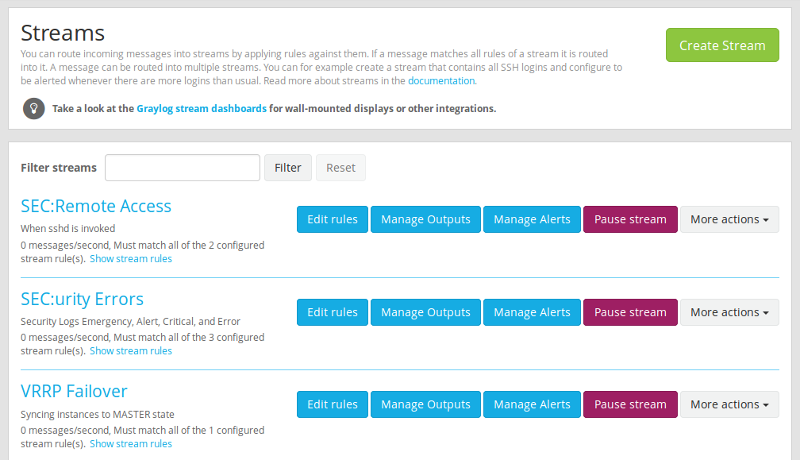 Streams
You can route incoming messages into streams by applying rules against them. If a message matches all rules of a stream it is routed
into it. A message can be routed into multiple streams. You can for example create a stream that contains all SSH logins and configure to
be alerted whenever there are more logins than usual. Read more about streams in the documentation.
Create Stream
Take a look at the Graylog stream dashboards for wall-mounted displays or other integrations.
Filter streams Filter Reset
SEC:Remote Access
When sshd is invoked
0 messages/second, Must match all of the 2 configured
stream rule(s). Show stream rules
Edit rules Manage Outputs Manage Alerts Pause stream More actions
SEC:urity Errors
Security Logs Emergency, Alert, Critical, and Error
0 messages/second, Must match all of the 3 configured
stream rule(s). Show stream rules
Edit rules Manage Outputs Manage Alerts Pause stream More actions
VRRP Failover
Syncing instances to MASTER state
0 messages/second, Must match all of the 1 configured
stream rule(s). Show stream rules
Edit rules Manage Outputs Manage Alerts Pause stream More actions